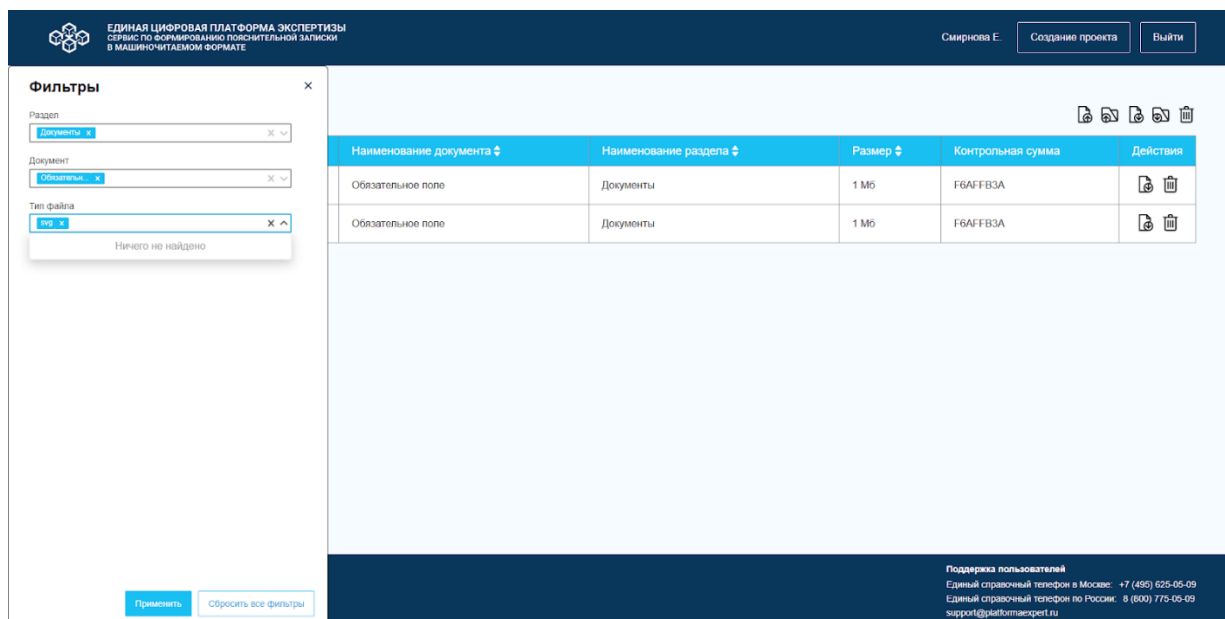 ЕДИНАЯ ЦИФРОВАЯ ПЛАТФОРМА ЭКСПЕРТИЗЫ
СЕРВИС ПО ФОРМИРОВАНИЮ ПОЯСНИТЕЛЬНОЙ ЗАПИСКИ
В МАШИНОЧИТАЕМОМ ФОРМАТЕ
Смирнова Е.
Создание проекта
Выйти
Фильтры
Раздел
Документы x
Документ
Обязательн... x
Тип файла
svg x
Ничего не найдено
Применить
Сбросить все фильтры
Наименование документа Наименование раздела Размер Контрольная сумма Действия
Обязательное поле Документы 1 Мб F6AFFB3A
Обязательное поле Документы 1 Мб F6AFFB3A
Поддержка пользователей
Единый справочный телефон в Москве: +7 (495) 625-05-09
Единый справочный телефон по России: 8 (800) 775-05-09
support@platformaexpert.ru